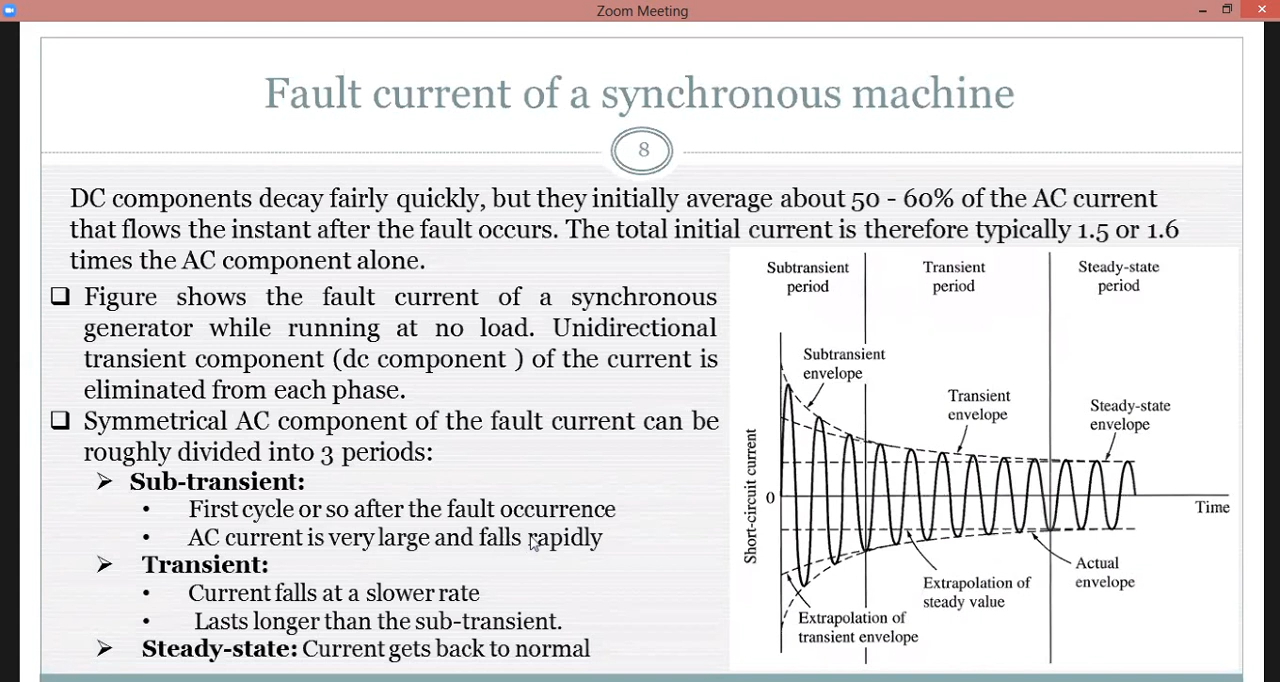 Zoom Meeting
Fault current of a synchronous machine
8
DC components decay fairly quickly, but they initially average about 50 - 60% of the AC current
that flows the instant after the fault occurs. The total initial current is therefore typically 1.5 or 1.6
times the AC component alone.
❑ Figure shows the fault current of a synchronous
generator while running at no load. Unidirectional
transient component (dc component ) of the current is
eliminated from each phase.
❑ Symmetrical AC component of the fault current can be
roughly divided into 3 periods:
➢ Sub-transient:
• First cycle or so after the fault occurrence
• AC current is very large and falls rapidly
➢ Transient:
• Current falls at a slower rate
• Lasts longer than the sub-transient.
➢ Steady-state: Current gets back to normal
Subtransient
period
Transient
period
Steady-state
period
Subtransient
envelope
Transient
envelope
Steady-state
envelope
Short-circuit current
0
Time
Extrapolation of
transient envelope
Extrapolation of
steady value
Actual
envelope